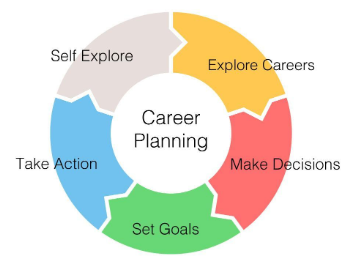 Self Explore
Explore Careers
Career
Planning
Take Action
Make Decisions
Set Goals